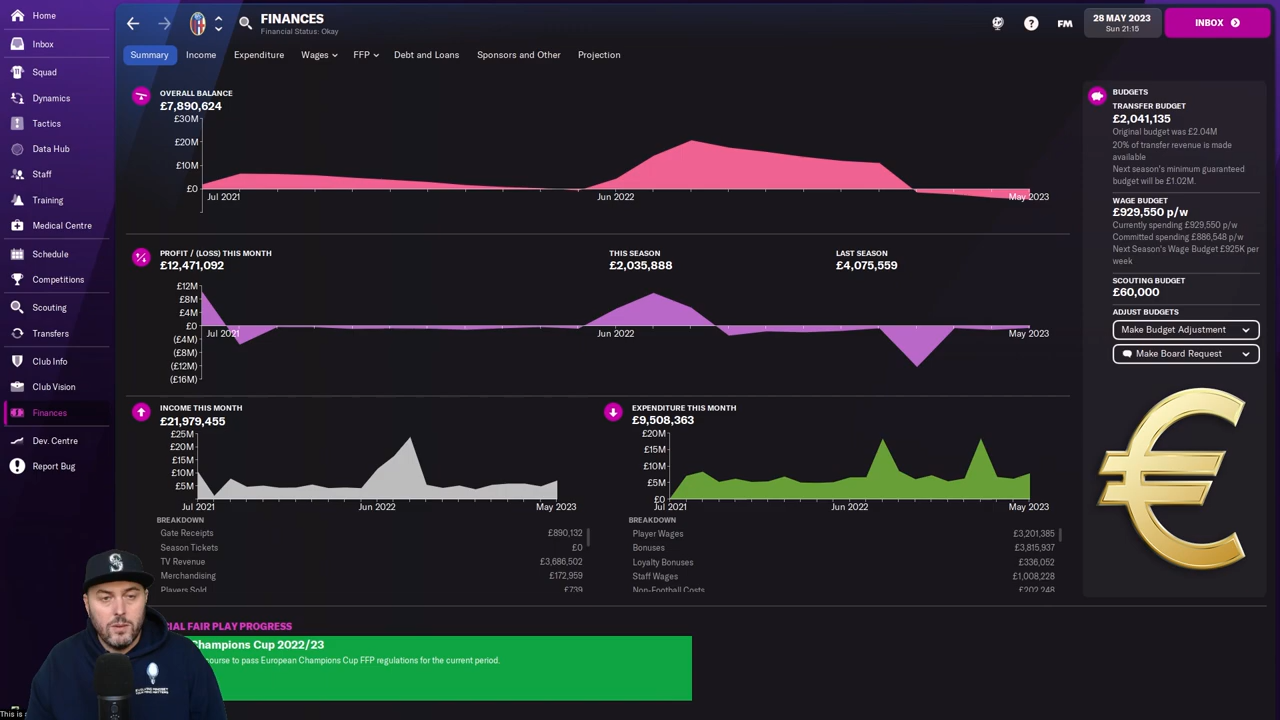 Home
Inbox
Squad
Dynamics
Tactics
Data Hub
Staff
Training
Medical Centre
Schedule
Competitions
Scouting
Transfers
Club Info
Club Vision
Finances
Dev. Centre
Report Bug
FINANCES
Financial Status: Okay
FM
28 MAY 2023
Sun 21:15
INBOX
Summary
Income
Expenditure
Wages
FFP
Debt and Loans
Sponsors and Other
Projection
OVERALL BALANCE
£7,890,624
£30M
£20M
£10M
£0
Jul 2021
Jun 2022
May 2023
PROFIT / (LOSS) THIS MONTH
£12,471,092
THIS SEASON
£2,035,888
LAST SEASON
£4,075,559
£12M
£8M
£4M
£0
(£4M)
(£8M)
(£12M)
(£16M)
Jul 2021
Jun 2022
May 2023
INCOME THIS MONTH
£21,979,455
£25M
£20M
£15M
£10M
£5M
Jul 2021
Jun 2022
May 2023
BREAKDOWN
Gate Receipts £890,132
Season Tickets £0
TV Revenue £3,686,502
Merchandising £172,959
Players Sold £739
EXPENDITURE THIS MONTH
£9,508,363
£20M
£15M
£10M
£5M
£0
Jul 2021
Jun 2022
May 2023
BREAKDOWN
Player Wages £3,201,385
Bonuses £3,815,937
Loyalty Bonuses £336,052
Staff Wages £1,008,228
Non-Football Costs £202,248
CIAL FAIR PLAY PROGRESS
Champions Cup 2022/23
course to pass European Champions Cup FFP regulations for the current period.
BUDGETS
TRANSFER BUDGET
£2,041,135
Original budget was £2.04M
20% of transfer revenue is made
available
Next season's minimum guaranteed
budget will be £1.02M.
WAGE BUDGET
£929,550 p/w
Currently spending £929,550 p/w
Committed spending £886,548 p/w
Next Season's Wage Budget £925K per
week
SCOUTING BUDGET
£60,000
ADJUST BUDGETS
Make Budget Adjustment
Make Board Request
€
This is